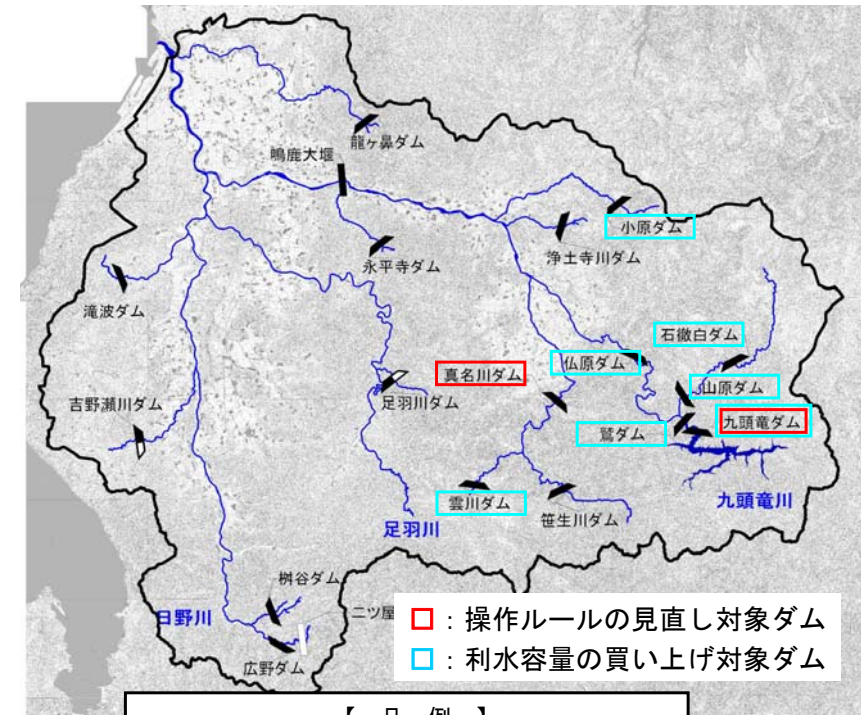 龍ヶ鼻ダム
鳴鹿大堰
小原ダム
浄土寺川ダム
永平寺ダム
滝波ダム
石徹白ダム
仏原ダム
真名川ダム
山原ダム
足羽川ダム
吉野瀬川ダム
九頭竜ダム
鷲ダム
九頭竜川
雲川ダム
笹生川ダム
足羽川
桝谷ダム
日野川
二ツ屋
広野ダム
：操作ルールの見直し対象ダム
：利水容量の買い上げ対象ダム
【 凡 例 】